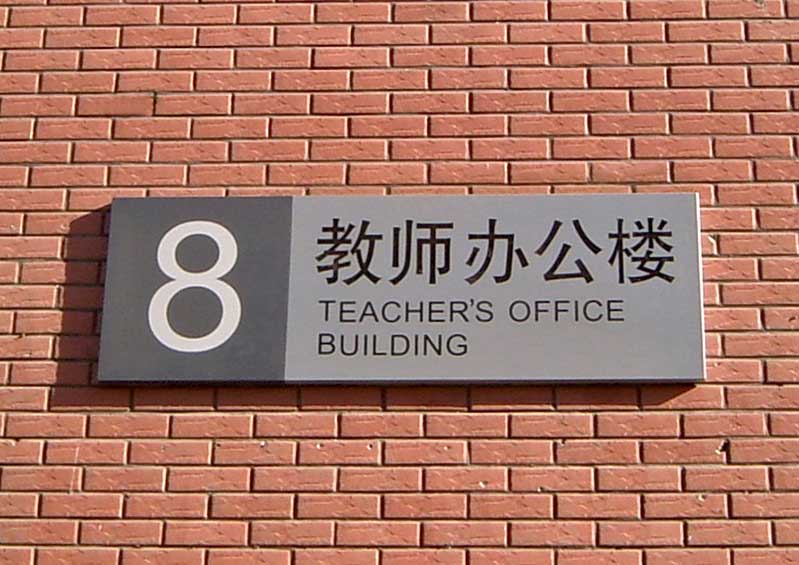 8
教师办公楼
TEACHER'S OFFICE
BUILDING